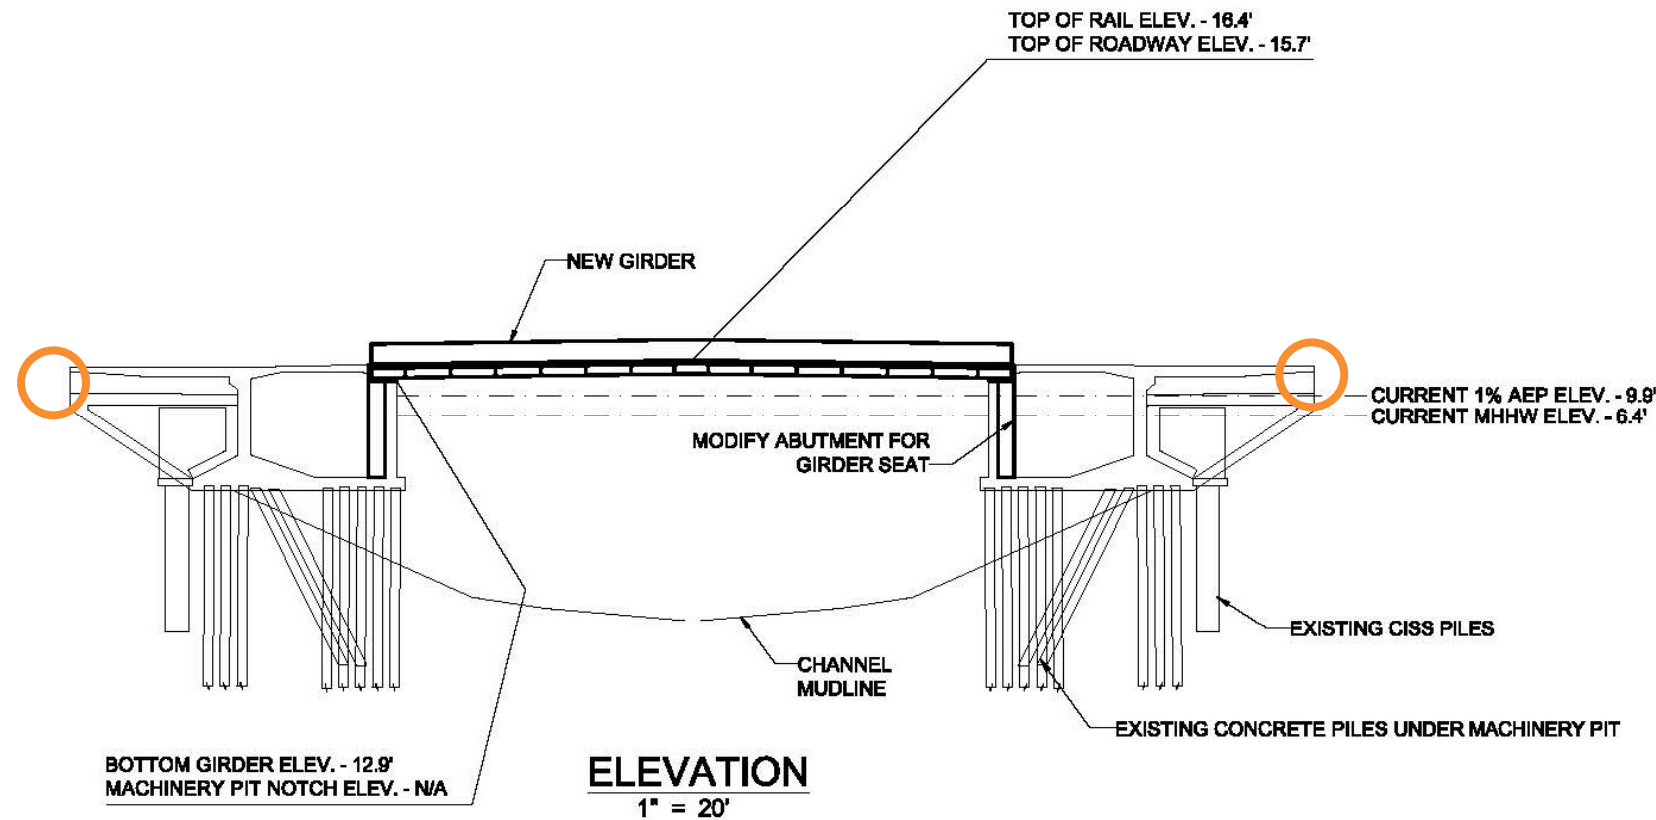 TOP OF RAIL ELEV. - 16.4'
TOP OF ROADWAY ELEV. - 15.7'
NEW GIRDER
CURRENT 1% AEP ELEV. - 9.9'
CURRENT MHHW ELEV. - 6.4'
MODIFY ABUTMENT FOR
GIRDER SEAT
EXISTING CISS PILES
CHANNEL
MUDLINE
EXISTING CONCRETE PILES UNDER MACHINERY PIT
BOTTOM GIRDER ELEV. - 12.9'
MACHINERY PIT NOTCH ELEV. - N/A
ELEVATION
1" = 20'